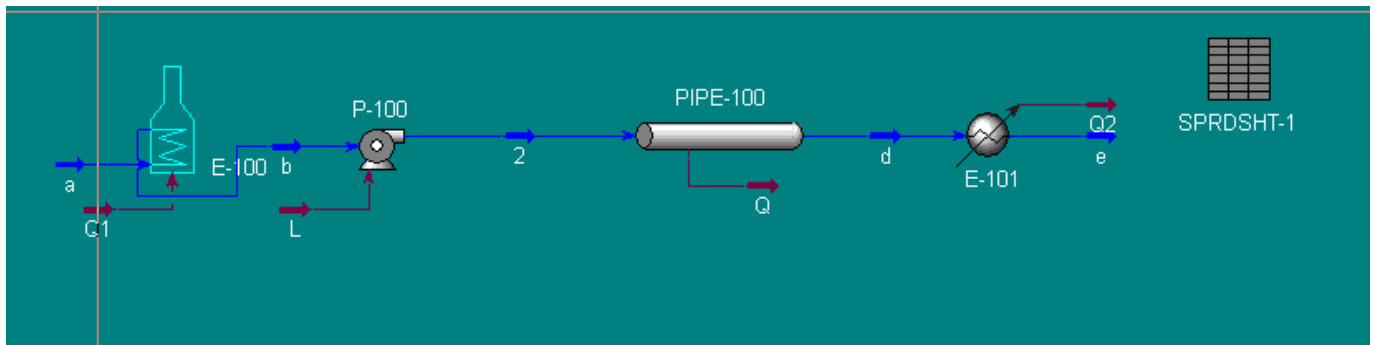 SPRDSHT-1
P-100
PIPE-100
a
E-100
b
2
d
E-101
Q2
e
Q1
L
Q